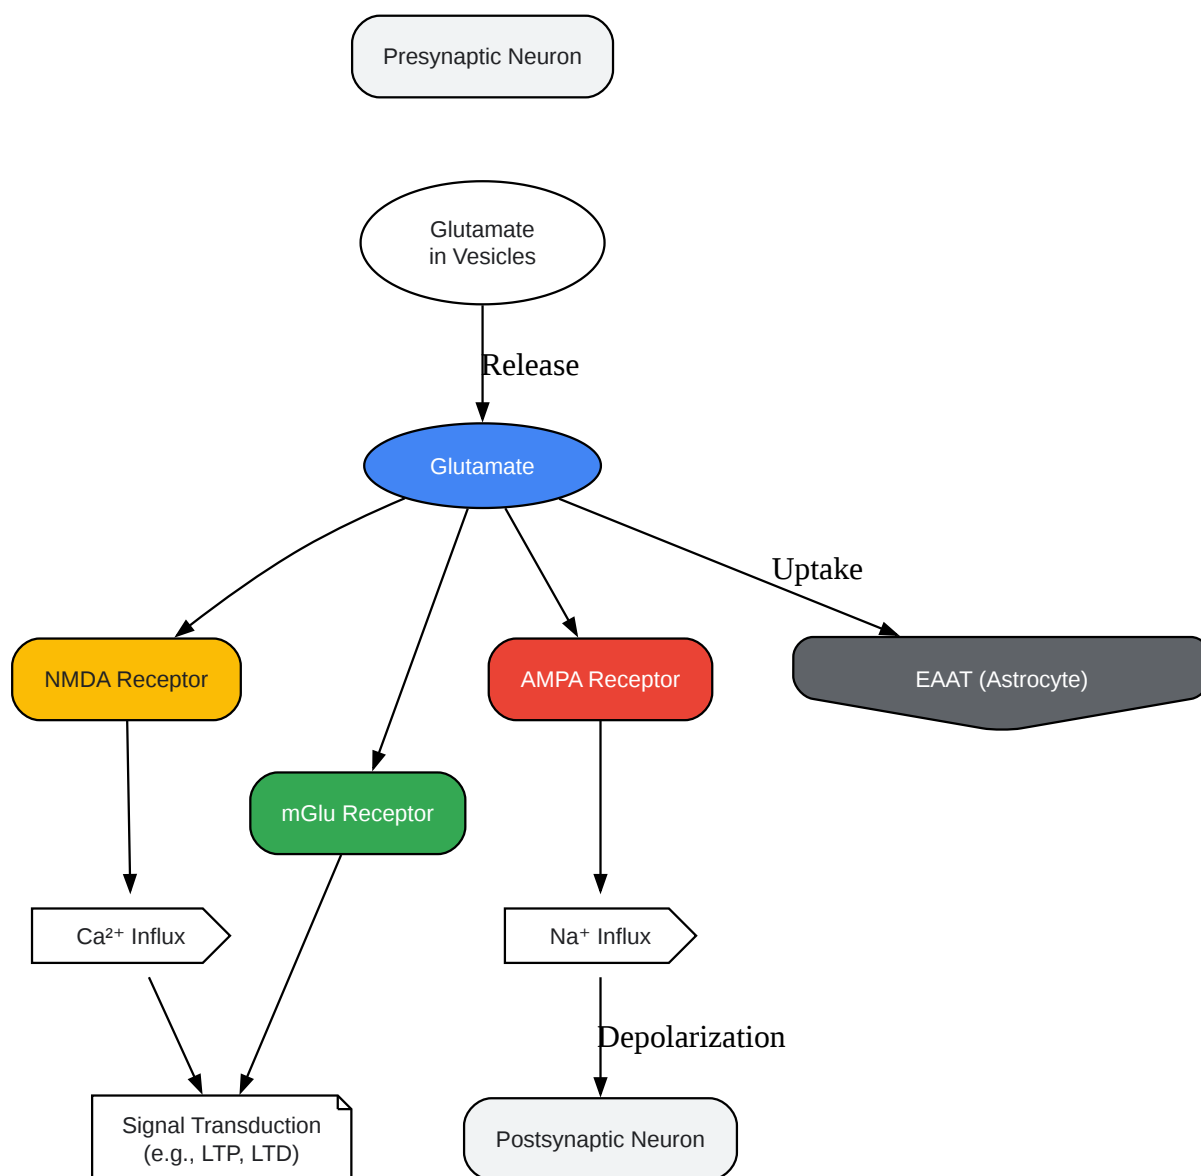 Presynaptic Neuron
Glutamate
in Vesicles
Release
Glutamate
Uptake
NMDA Receptor
AMPA Receptor
EAAT (Astrocyte)
mGlu Receptor
Ca²⁺ Influx
Na⁺ Influx
Depolarization
Signal Transduction
(e.g., LTP, LTD)
Postsynaptic Neuron